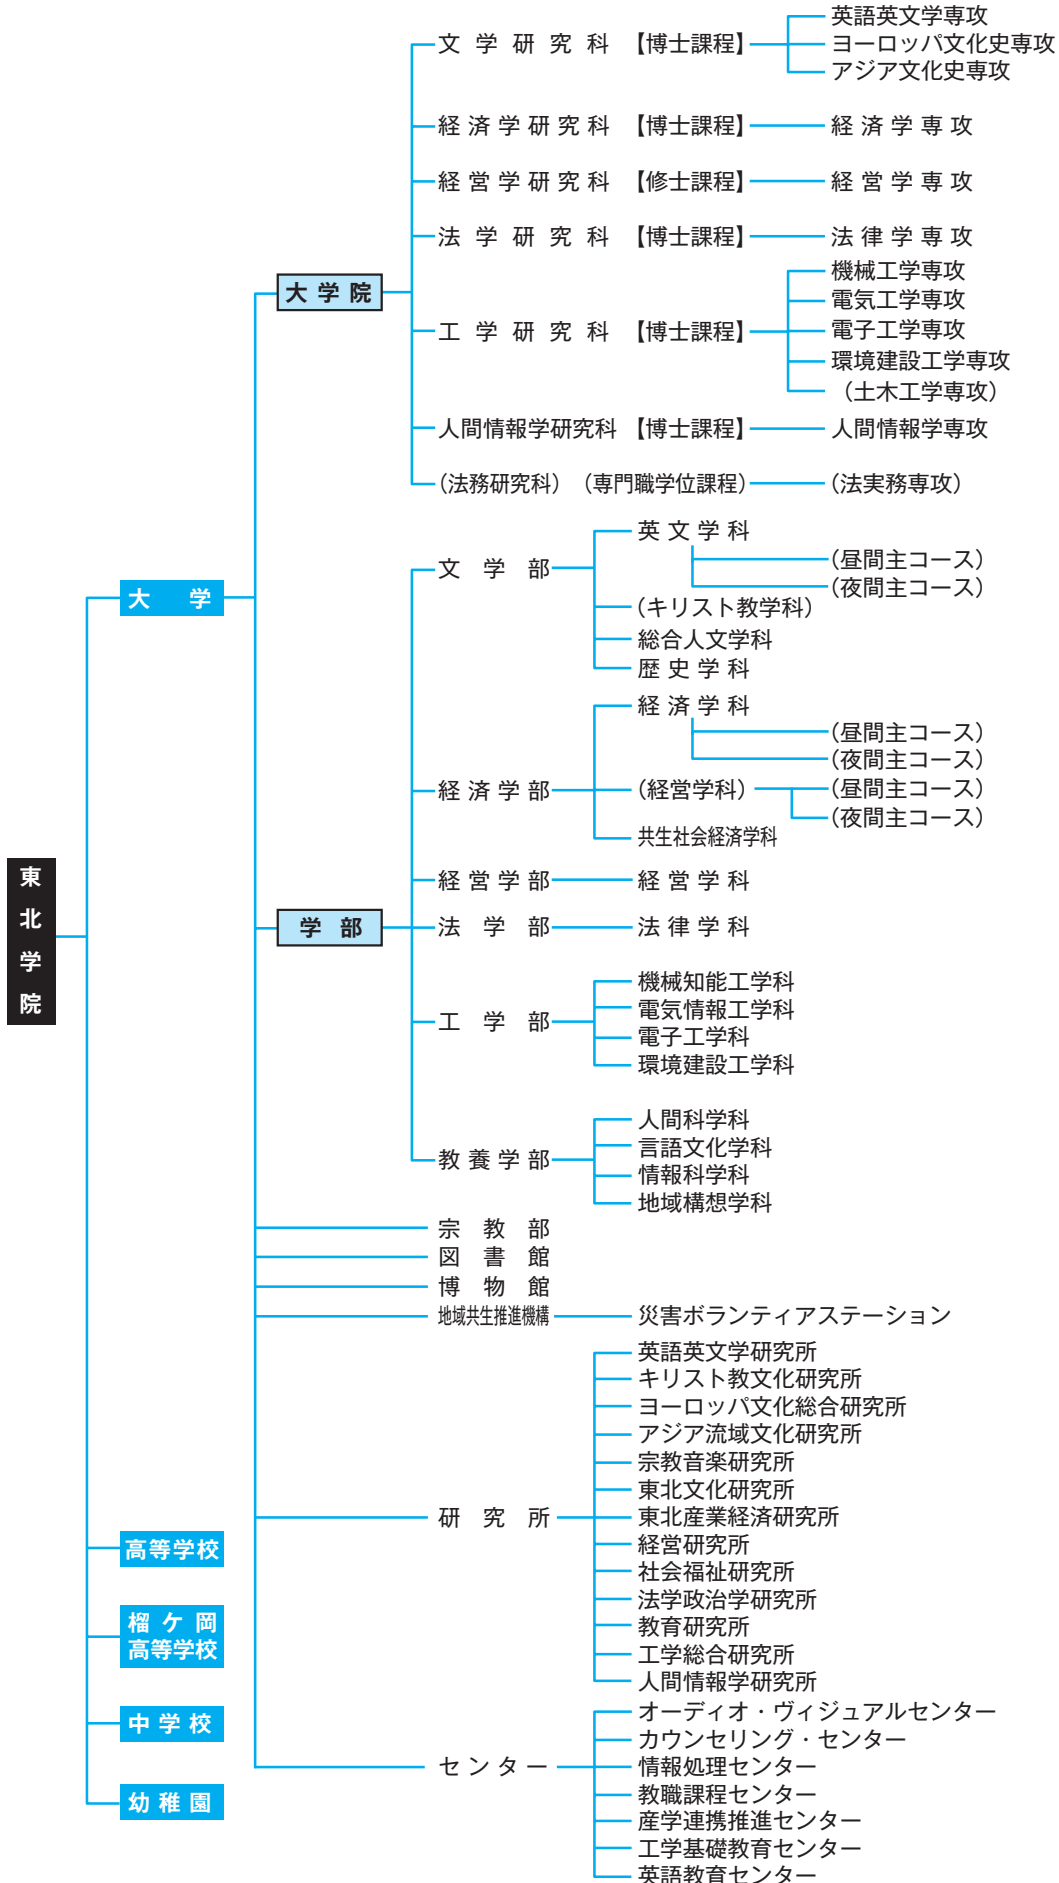 東北学院
大学
大学院
文学研究科【博士課程】
英語英文学専攻
ヨーロッパ文化史専攻
アジア文化史専攻
経済学研究科【博士課程】
経済学専攻
経営学研究科【修士課程】
経営学専攻
法学研究科【博士課程】
法律学専攻
工学研究科【博士課程】
機械工学専攻
電気工学専攻
電子工学専攻
環境建設工学専攻
（土木工学専攻）
人間情報学研究科【博士課程】
人間情報学専攻
（法務研究科）（専門職学位課程）
（法実務専攻）
学部
文学部
英文学科
（昼間主コース）
（夜間主コース）
（キリスト教学科）
総合人文学科
歴史学科
経済学部
経済学科
（昼間主コース）
（夜間主コース）
（経営学科）
（昼間主コース）
（夜間主コース）
共生社会経済学科
経営学部
経営学科
法学部
法律学科
工学部
機械知能工学科
電気情報工学科
電子工学科
環境建設工学科
教養学部
人間科学科
言語文化学科
情報科学科
地域構想学科
宗教部
図書館
博物館
地域共生推進機構
災害ボランティアステーション
研究所
英語英文学研究所
キリスト教文化研究所
ヨーロッパ文化総合研究所
アジア流域文化研究所
宗教音楽研究所
東北文化研究所
東北産業経済研究所
経営研究所
社会福祉研究所
法学政治学研究所
教育研究所
工学総合研究所
人間情報学研究所
センター
オーディオ・ヴィジュアルセンター
カウンセリング・センター
情報処理センター
教職課程センター
産学連携推進センター
工学基礎教育センター
英語教育センター
高等学校
榴ケ岡
高等学校
中学校
幼稚園